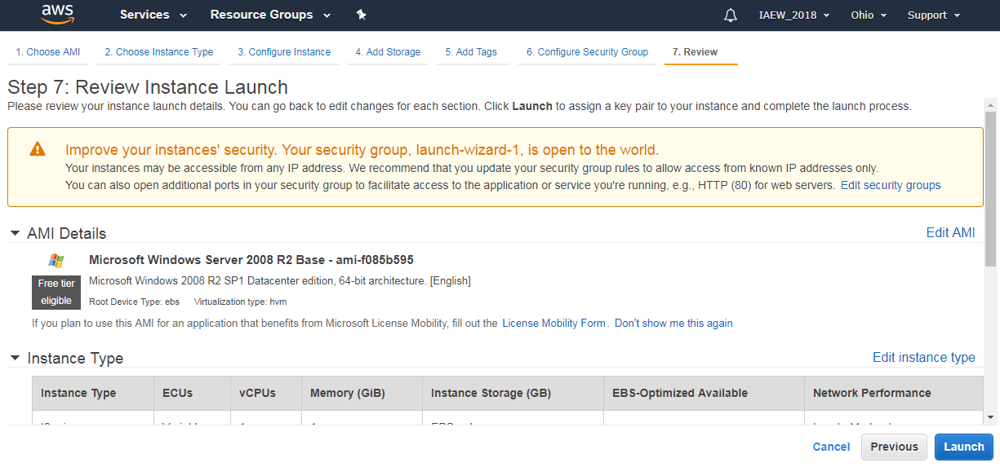 aws Services Resource Groups IAEW_2018 Ohio Support
1. Choose AMI 2. Choose Instance Type 3. Configure Instance 4. Add Storage 5. Add Tags 6. Configure Security Group 7. Review
Step 7: Review Instance Launch
Please review your instance launch details. You can go back to edit changes for each section. Click Launch to assign a key pair to your instance and complete the launch process.
Improve your instances' security. Your security group, launch-wizard-1, is open to the world.
Your instances may be accessible from any IP address. We recommend that you update your security group rules to allow access from known IP addresses only.
You can also open additional ports in your security group to facilitate access to the application or service you're running, e.g., HTTP (80) for web servers. Edit security groups
AMI Details Edit AMI
Microsoft Windows Server 2008 R2 Base - ami-f085b595
Free tier eligible
Microsoft Windows 2008 R2 SP1 Datacenter edition, 64-bit architecture. [English]
Root Device Type: ebs Virtualization type: hvm
If you plan to use this AMI for an application that benefits from Microsoft License Mobility, fill out the License Mobility Form. Don't show me this again
Instance Type Edit instance type
Instance Type ECUs vCPUs Memory (GiB) Instance Storage (GB) EBS-Optimized Available Network Performance
Cancel Previous Launch